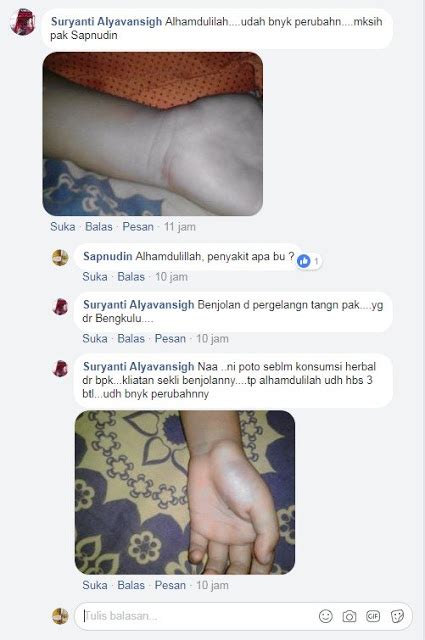 Suryanti Alyavansigh Alhamdulilah....udah bnyk perubahn....mksih
pak Sapnudin
Suka · Balas · Pesan · 11 jam
Sapnudin Alhamdulillah, penyakit apa bu ?
1
Suka · Balas · 10 jam
Suryanti Alyavansigh Benjolan d pergelangn tangn pak....yg
dr Bengkulu....
Suka · Balas · Pesan · 10 jam
Suryanti Alyavansigh Naa ..ni poto seblm konsumsi herbal
dr bpk...kliatan sekli benjolanny....tp alhamdulilah udh hbs 3
btl...udh bnyk perubahnny
Suka · Balas · Pesan · 10 jam
Tulis balasan...
GIF